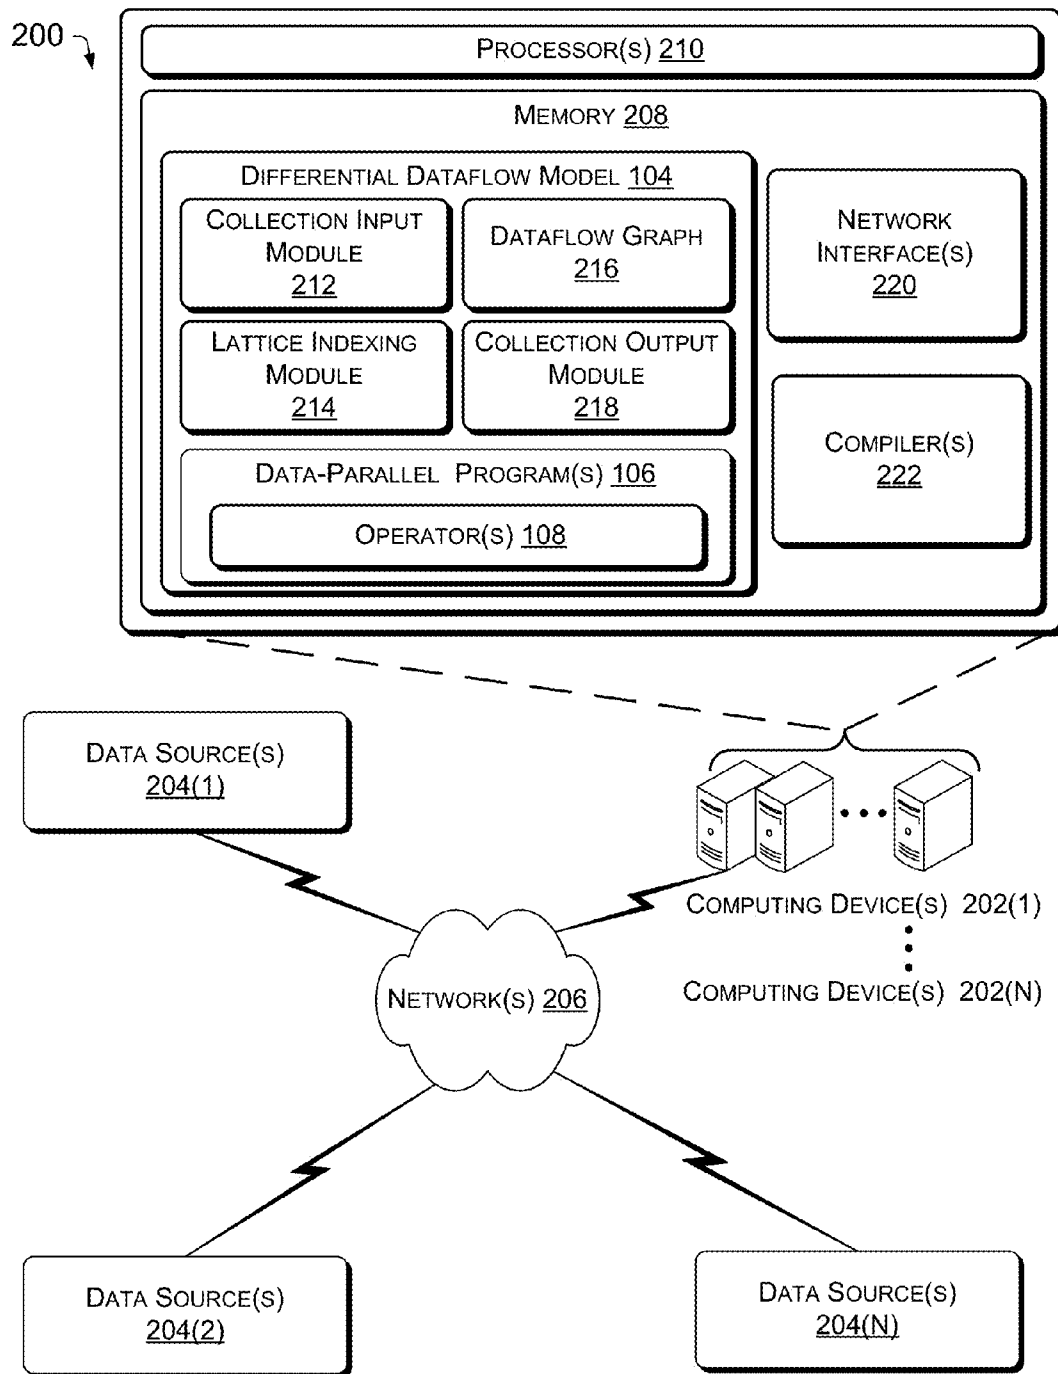 200
PROCESSOR(S) 210
MEMORY 208
DIFFERENTIAL DATAFLOW MODEL 104
COLLECTION INPUT
MODULE
212
DATAFLOW GRAPH
216
LATTICE INDEXING
MODULE
214
COLLECTION OUTPUT
MODULE
218
DATA-PARALLEL PROGRAM(S) 106
OPERATOR(S) 108
NETWORK
INTERFACE(S)
220
COMPILER(S)
222
DATA SOURCE(S)
204(1)
COMPUTING DEVICE(S) 202(1)
COMPUTING DEVICE(S) 202(N)
NETWORK(S) 206
DATA SOURCE(S)
204(2)
DATA SOURCE(S)
204(N)